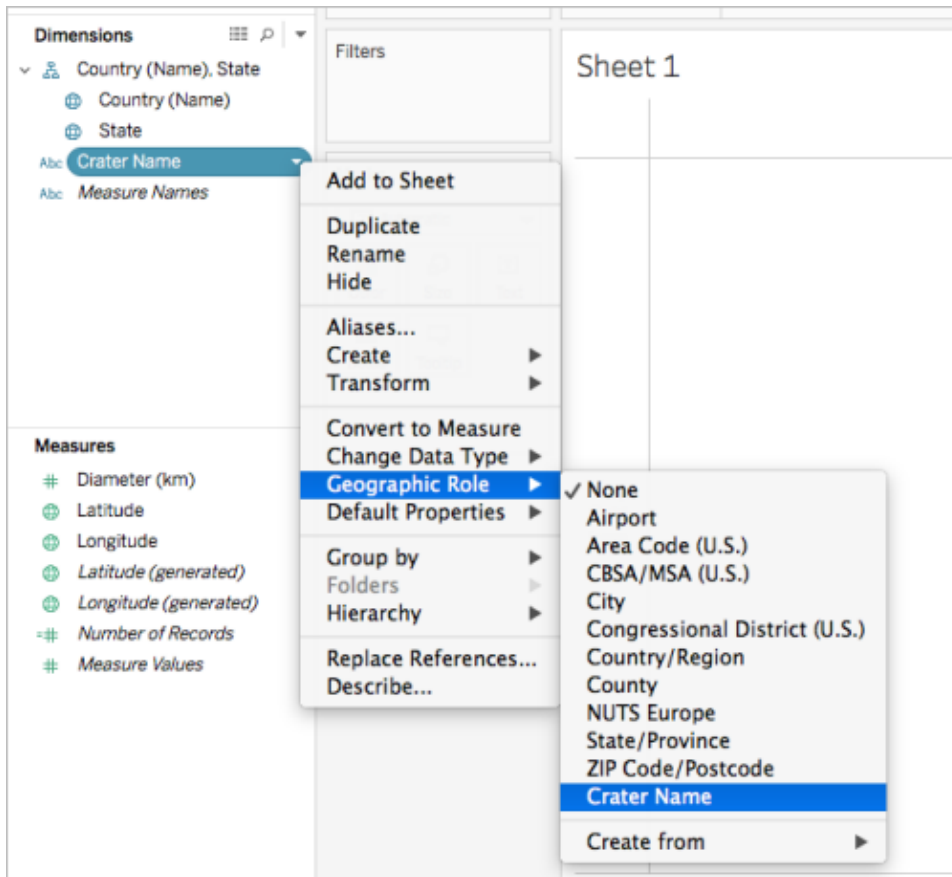 Dimensions
Country (Name), State
Country (Name)
State
Abc Crater Name
Abc Measure Names
Measures
Diameter (km)
Latitude
Longitude
Latitude (generated)
Longitude (generated)
Number of Records
Measure Values
Filters
Sheet 1
Add to Sheet
Duplicate
Rename
Hide
Aliases...
Create
Transform
Convert to Measure
Change Data Type
Geographic Role
Default Properties
Group by
Folders
Hierarchy
Replace References...
Describe...
None
Airport
Area Code (U.S.)
CBSA/MSA (U.S.)
City
Congressional District (U.S.)
Country/Region
County
NUTS Europe
State/Province
ZIP Code/Postcode
Crater Name
Create from